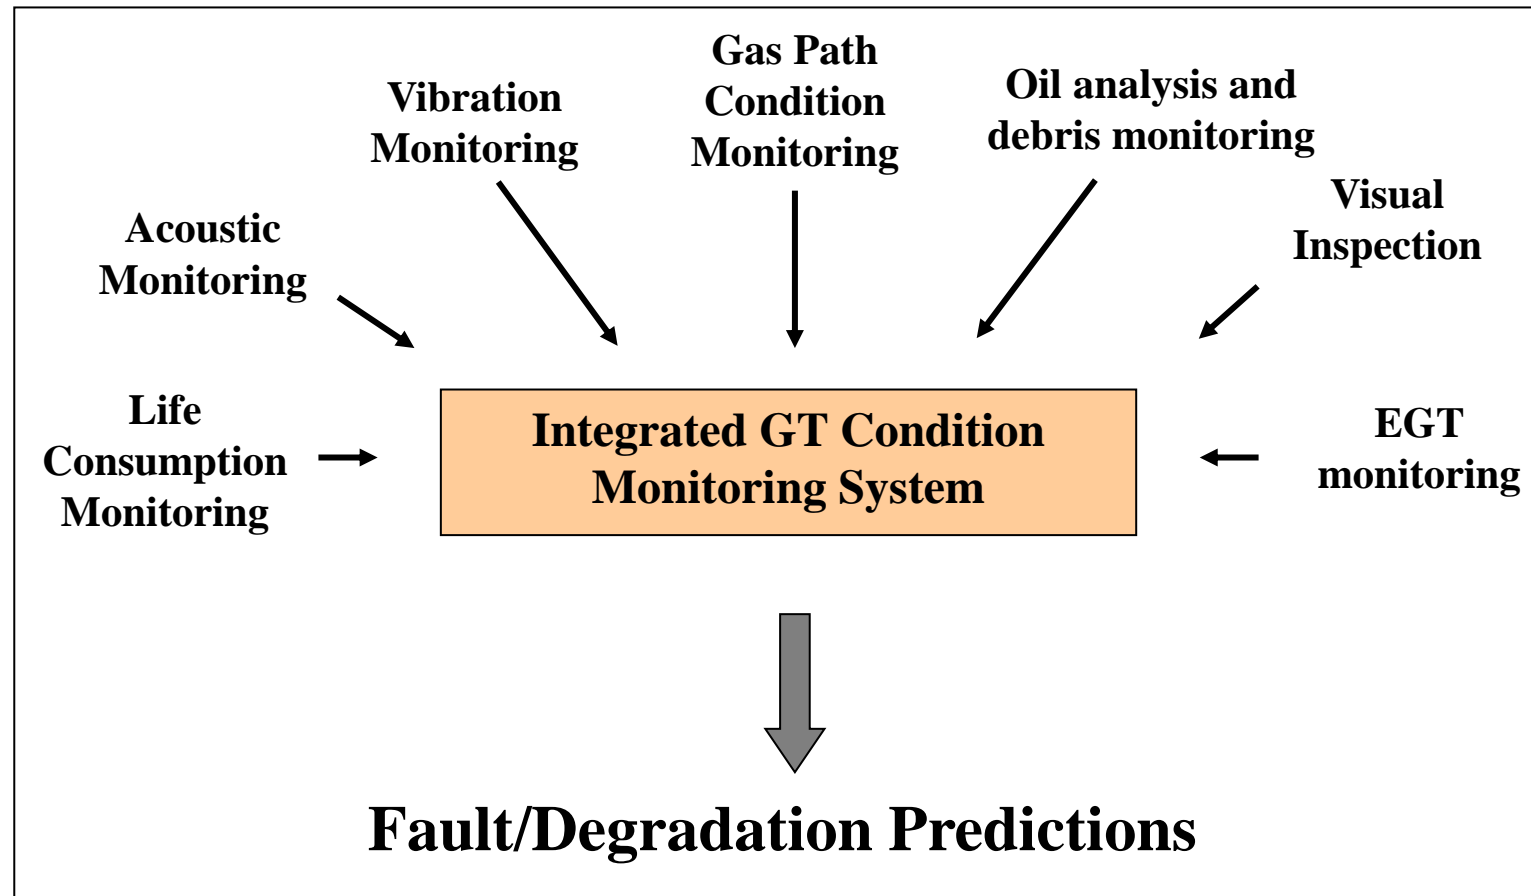 Gas Path
Condition
Monitoring
Vibration
Monitoring
Oil analysis and
debris monitoring
Acoustic
Monitoring
Visual
Inspection
Life
Consumption
Monitoring
Integrated GT Condition
Monitoring System
EGT
monitoring
Fault/Degradation Predictions